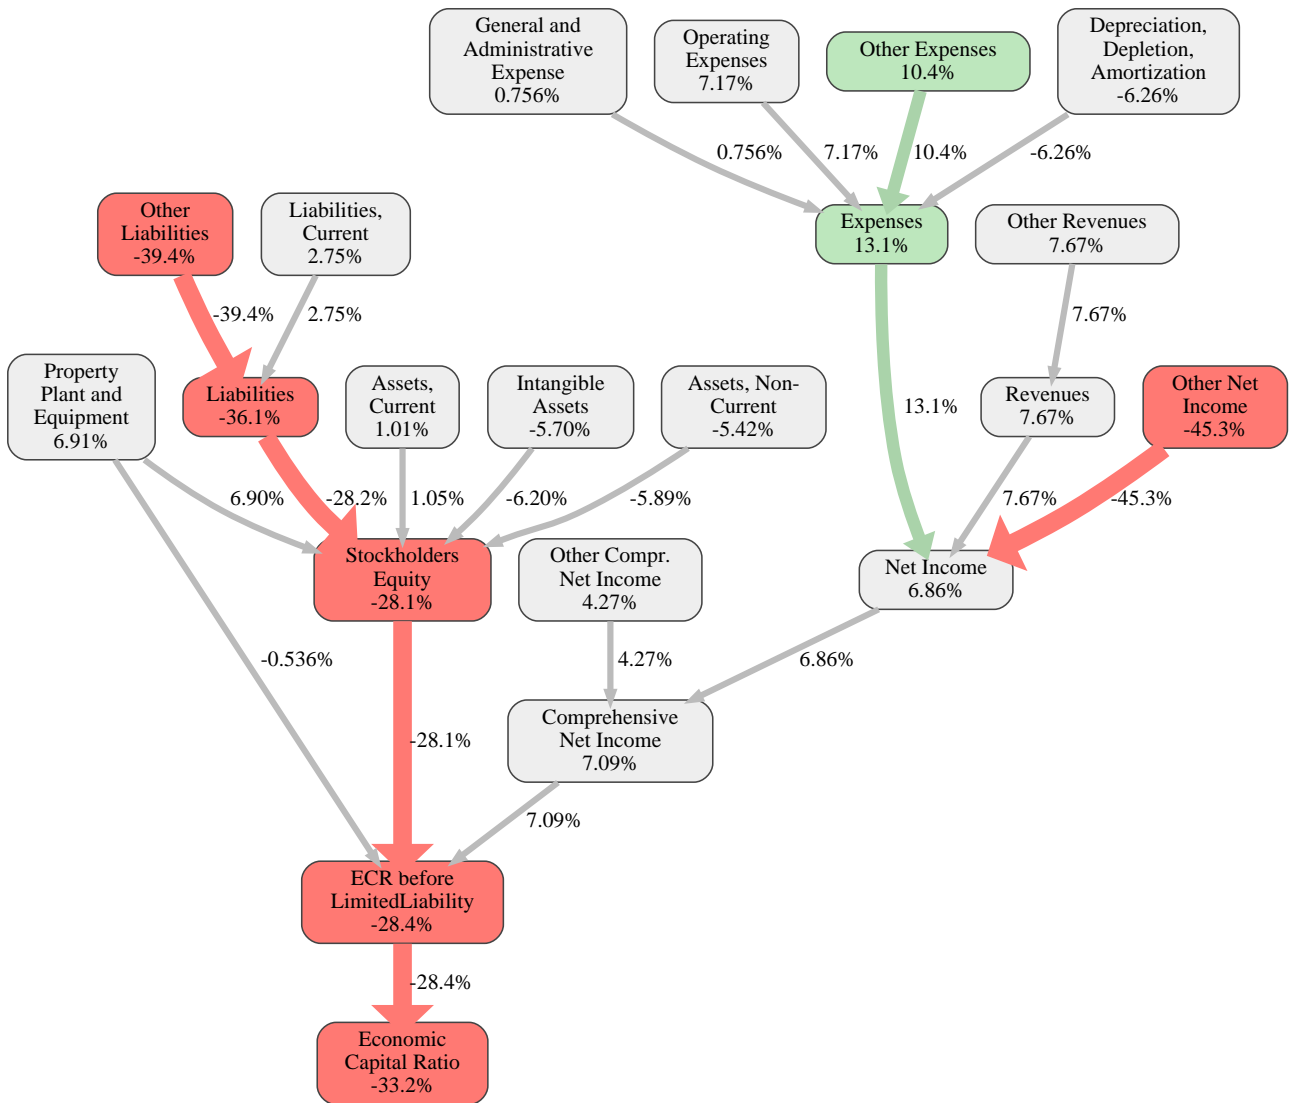 General and
Administrative
Expense
0.756%
Operating
Expenses
7.17%
Other Expenses
10.4%
Depreciation,
Depletion,
Amortization
-6.26%
0.756%
7.17%
10.4%
-6.26%
Other
Liabilities
-39.4%
Liabilities,
Current
2.75%
Expenses
13.1%
Other Revenues
7.67%
-39.4%
2.75%
7.67%
Property
Plant and
Equipment
6.91%
Liabilities
-36.1%
Assets,
Current
1.01%
Intangible
Assets
-5.70%
Assets, Non-
Current
-5.42%
13.1%
Revenues
7.67%
Other Net
Income
-45.3%
6.90%
-28.2%
1.05%
-6.20%
-5.89%
7.67%
-45.3%
Stockholders
Equity
-28.1%
Other Compr.
Net Income
4.27%
Net Income
6.86%
-0.536%
4.27%
6.86%
Comprehensive
Net Income
7.09%
-28.1%
7.09%
ECR before
LimitedLiability
-28.4%
-28.4%
Economic
Capital Ratio
-33.2%